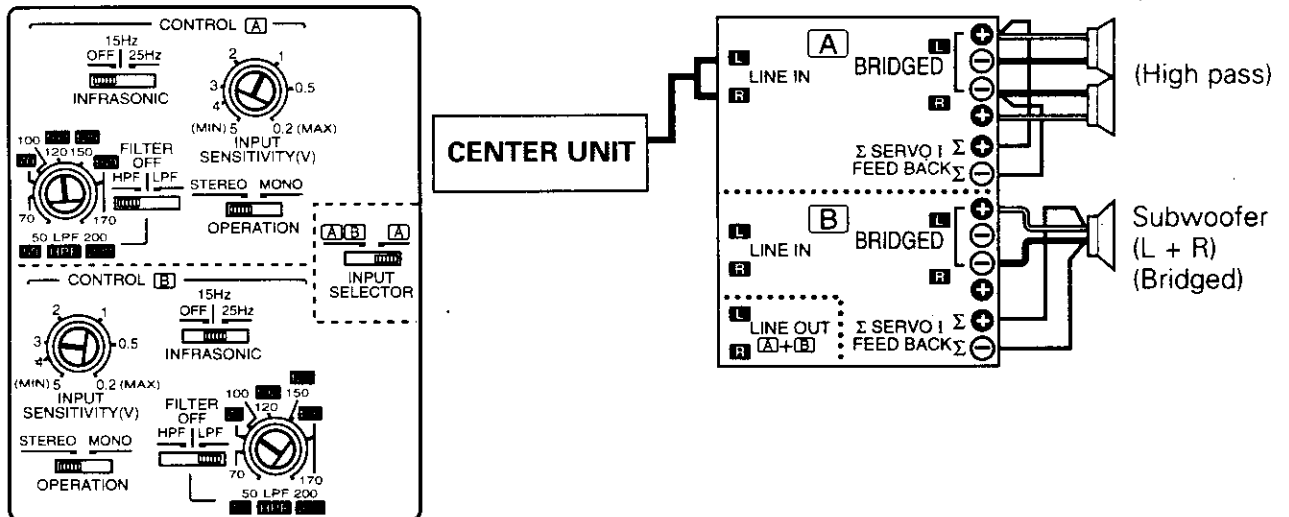 CONTROL A
15Hz
OFF 25Hz
INFRASONIC
2 1
3 0.5
4
(MIN) 5 0.2 (MAX)
INPUT
SENSITIVITY(V)
100 120 150
FILTER
OFF
HPF LPF
70 170
50 LPF 200
HPF
STEREO MONO
OPERATION
A B A
INPUT
SELECTOR
CONTROL B
15Hz
OFF 25Hz
INFRASONIC
2 1
3 0.5
4
(MIN) 5 0.2 (MAX)
INPUT
SENSITIVITY(V)
STEREO MONO
OPERATION
FILTER
OFF
HPF LPF
100 120 150
70 170
50 LPF 200
HPF
CENTER UNIT
A
L
LINE IN
R
L
BRIDGED
R
+
−
−
+
Σ SERVO I Σ +
FEED BACK Σ −
(High pass)
B
L
LINE IN
R
L
BRIDGED
R
+
−
−
+
L
LINE OUT
R A+B
Σ SERVO I Σ +
FEED BACK Σ −
Subwoofer
(L + R)
(Bridged)